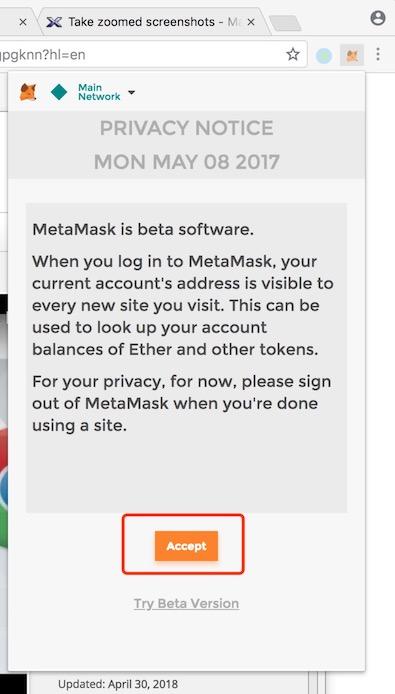 Take zoomed screenshots - Ma
jpgknn?hl=en
Main
Network
PRIVACY NOTICE
MON MAY 08 2017
MetaMask is beta software.
When you log in to MetaMask, your
current account's address is visible to
every new site you visit. This can be
used to look up your account
balances of Ether and other tokens.
For your privacy, for now, please sign
out of MetaMask when you're done
using a site.
Accept
Try Beta Version
Updated: April 30, 2018